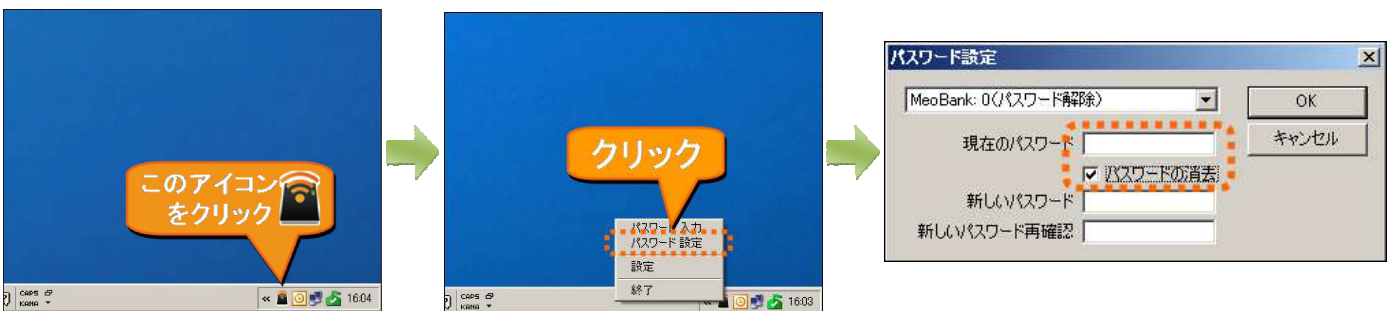 このアイコン
をクリック
CAPS
KANA
«
16:04
クリック
パスワード 入力
パスワード 設定
設定
終了
CAPS
KANA
16:03
パスワード設定
MeoBank: 0(パスワード解除)
OK
現在のパスワード
キャンセル
パスワードの消去
新しいパスワード
新しいパスワード再確認